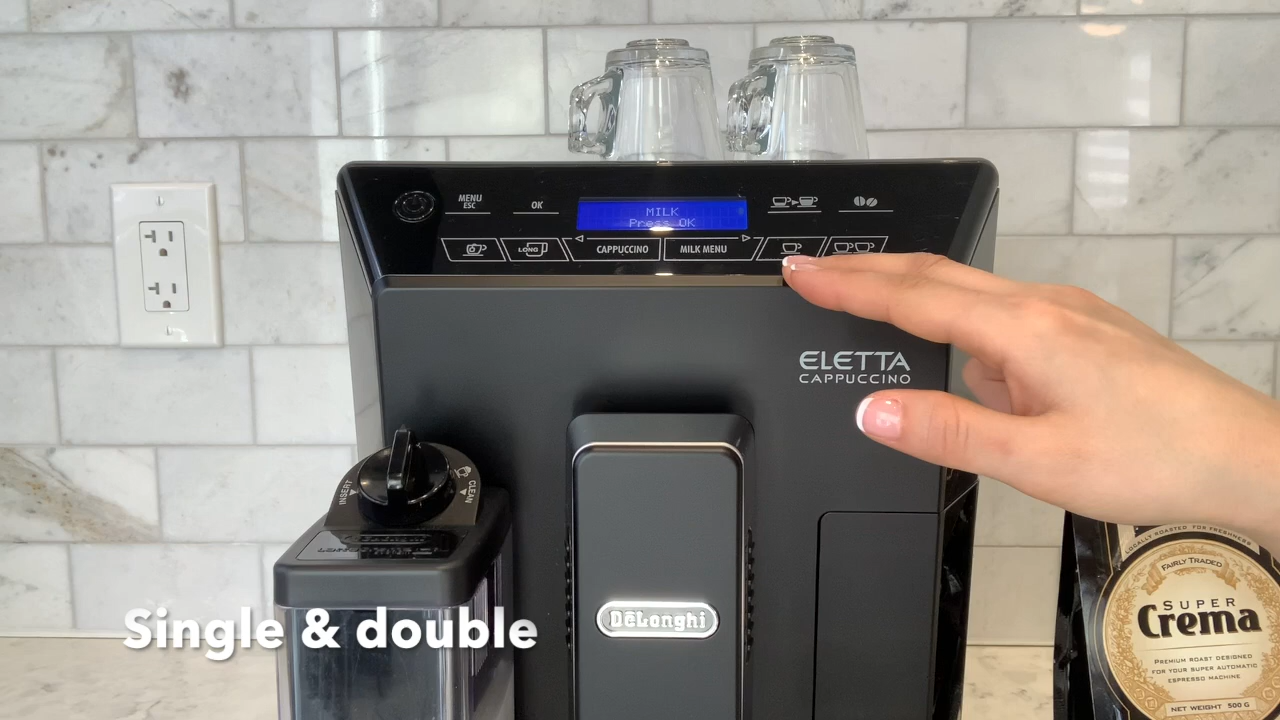 MENU
ESC
OK
MILK
Press OK
LONG
CAPPUCCINO
MILK MENU
ELETTA
CAPPUCCINO
INSERT
CLEAN
DeLonghi
Single & double
LOCALLY ROASTED FOR FRESHNESS
FAIRLY TRADED
SUPER
Crema
PREMIUM ROAST DESIGNED
FOR YOUR SUPER AUTOMATIC
ESPRESSO MACHINE
NET WEIGHT 500 G